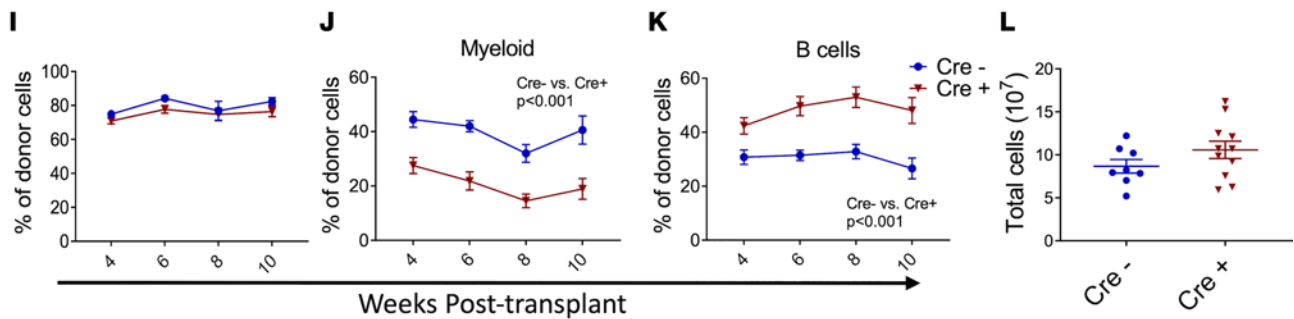 I
% of donor cells
100
80
60
40
20
0
4
6
8
10
J
Myeloid
% of donor cells
60
40
20
0
Cre- vs. Cre+
p<0.001
4
6
8
10
K
B cells
% of donor cells
60
40
20
0
Cre -
Cre +
Cre- vs. Cre+
p<0.001
4
6
8
10
Weeks Post-transplant
L
Total cells (10⁷)
20
15
10
5
0
Cre -
Cre +